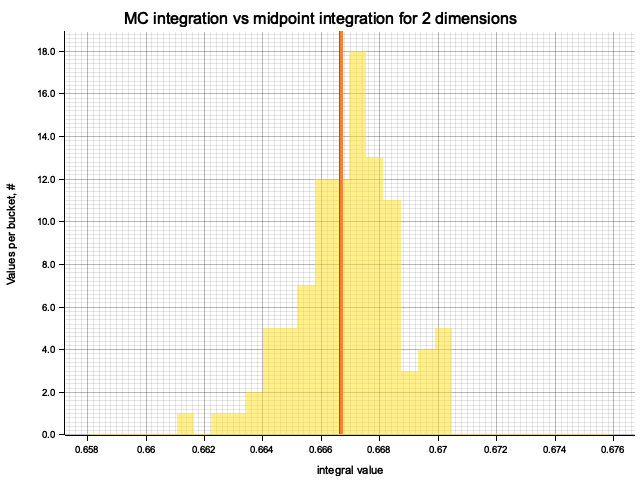 MC integration vs midpoint integration for 2 dimensions
Values per bucket, #
18.0
16.0
14.0
12.0
10.0
8.0
6.0
4.0
2.0
0.0
0.658 0.66 0.662 0.664 0.666 0.668 0.67 0.672 0.674 0.676
integral value